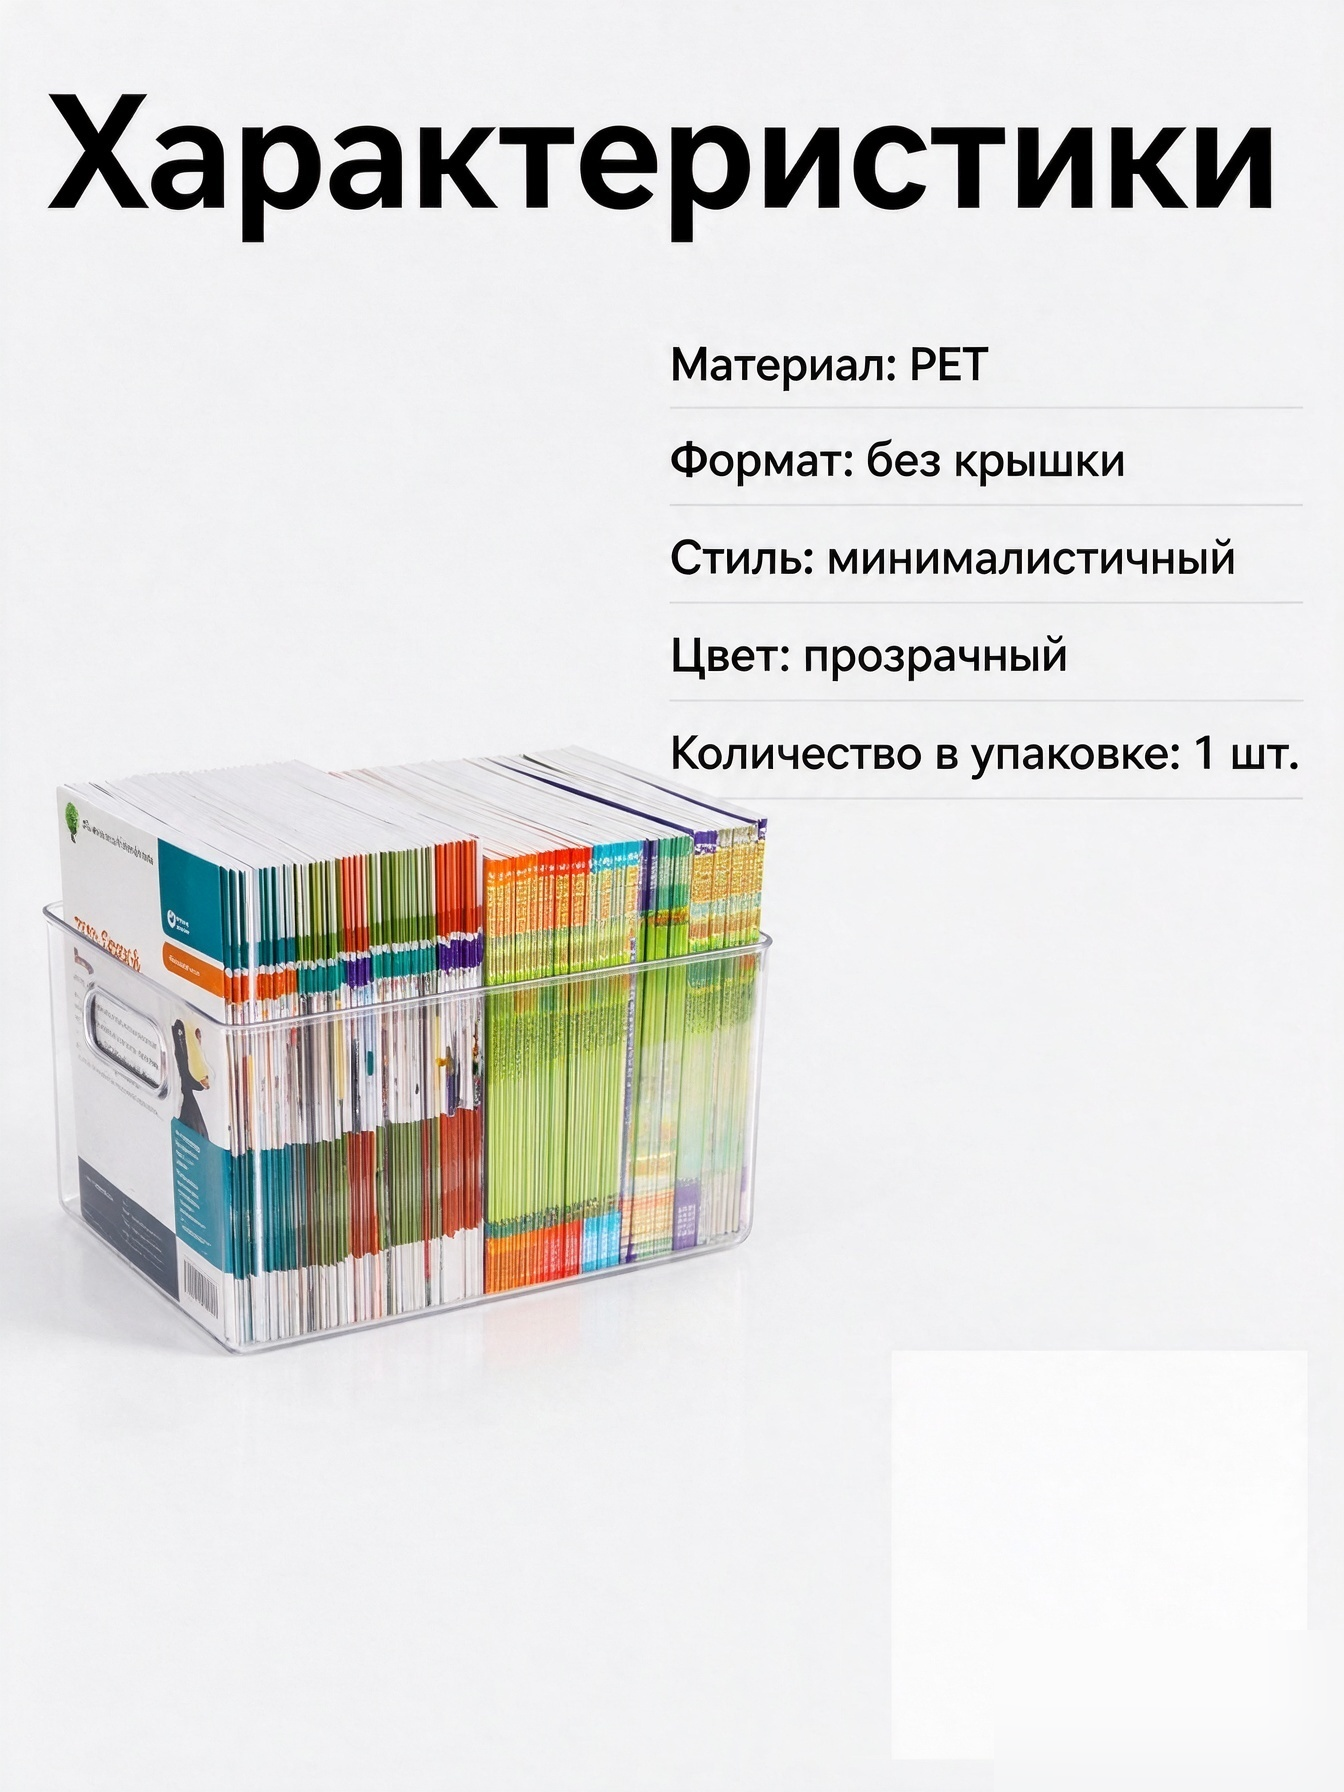 Характеристики
Материал: PET
Формат: без крышки
Стиль: минималистичный
Цвет: прозрачный
Количество в упаковке: 1 шт.